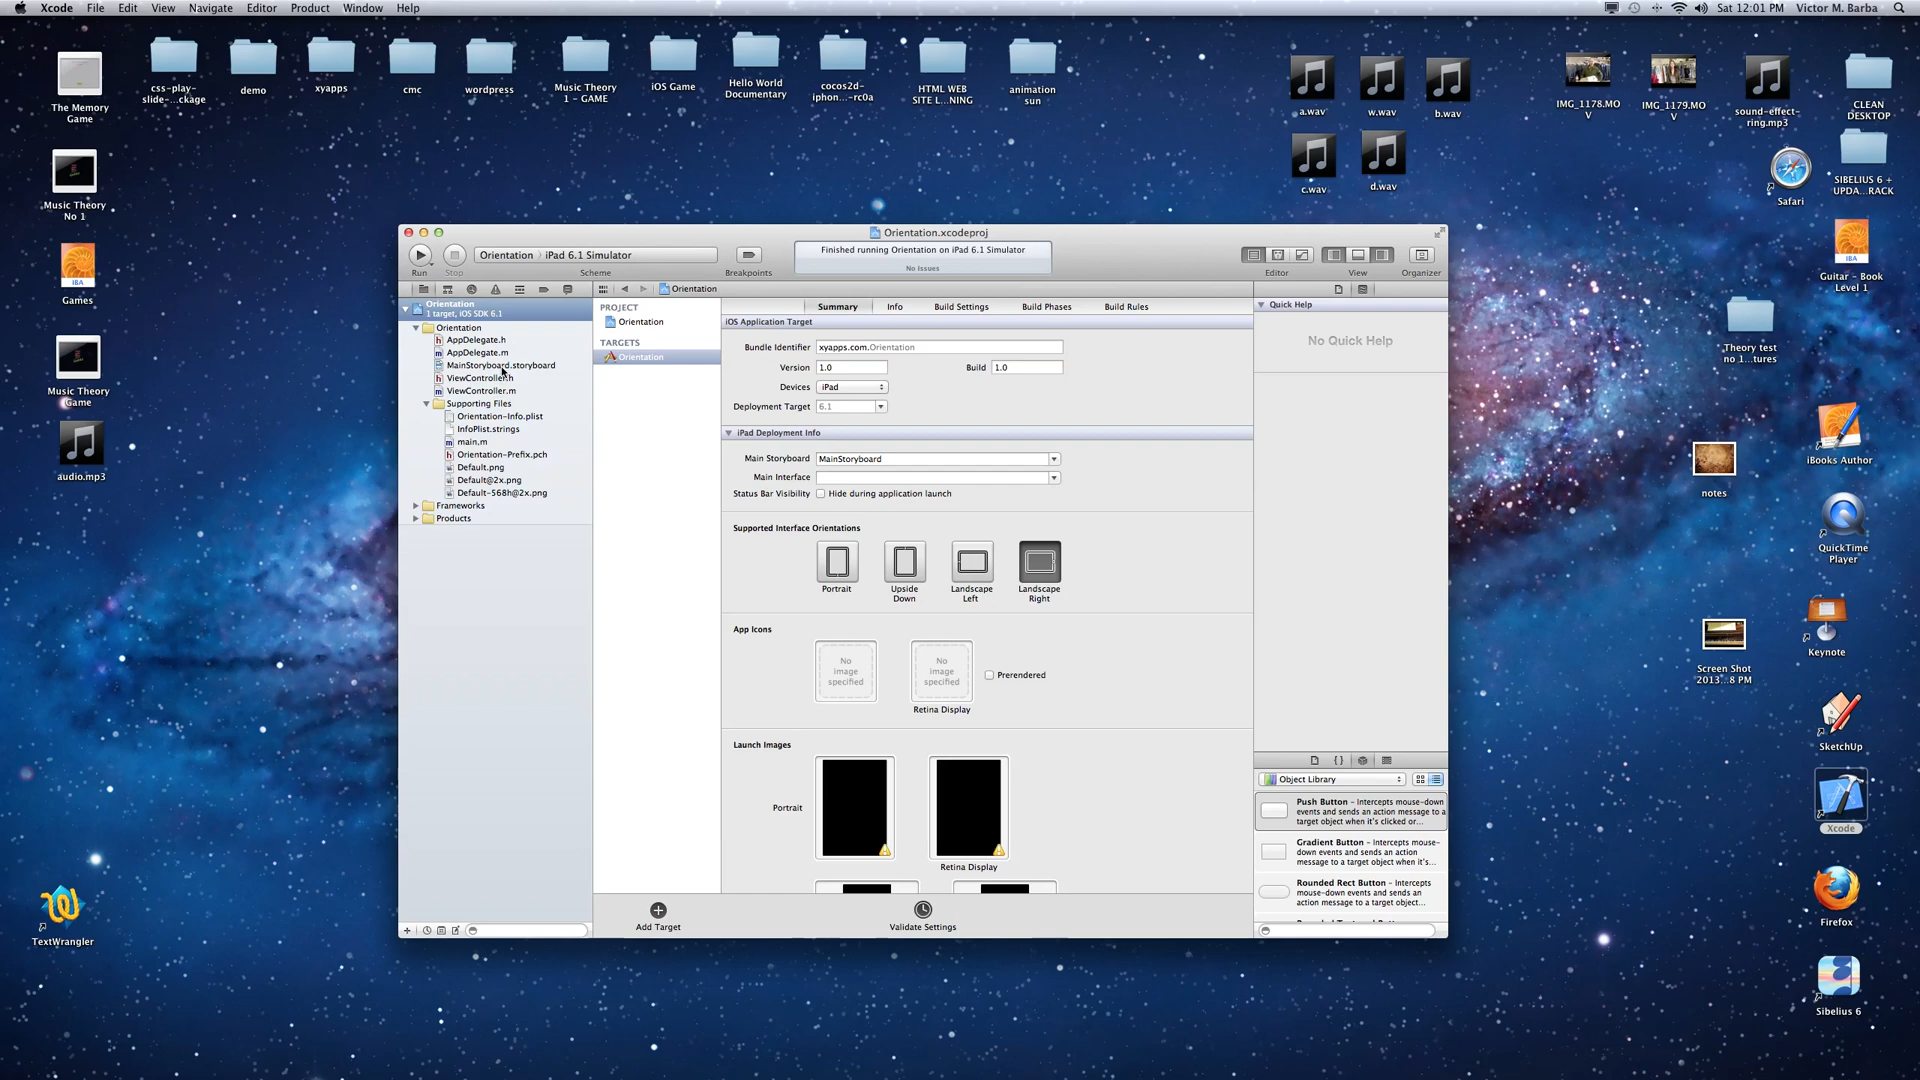 Xcode File Edit View Navigate Editor Product Window Help
Sat 12:01 PM Victor M. Barba
The Memory
Game
css-play-
slide-...ckage
demo
xyapps
cmc
wordpress
Music Theory
1 - GAME
iOS Game
Hello World
Documentary
cocos2d-
iphon...-rc0a
HTML WEB
SITE L...NING
animation
sun
a.wav
w.wav
b.wav
IMG_1178.MO
V
IMG_1179.MO
V
sound-effect-
ring.mp3
CLEAN
DESKTOP
c.wav
d.wav
Safari
SIBELIUS 6 +
UPDA...RACK
Music Theory
No 1
IBA
Games
Music Theory
Game
audio.mp3
TextWrangler
IBA
Guitar - Book
Level 1
Theory test
no 1...tures
iBooks Author
notes
QuickTime
Player
Keynote
Screen Shot
2013...8 PM
SketchUp
Xcode
Firefox
Sibelius 6
Orientation.xcodeproj
Run
Stop
Orientation 〉 iPad 6.1 Simulator
Scheme
Breakpoints
Finished running Orientation on iPad 6.1 Simulator
No Issues
Editor
View
Organizer
Orientation
Orientation
1 target, iOS SDK 6.1
Orientation
AppDelegate.h
AppDelegate.m
MainStoryboard.storyboard
ViewController.h
ViewController.m
Supporting Files
Orientation-Info.plist
InfoPlist.strings
main.m
Orientation-Prefix.pch
Default.png
Default@2x.png
Default-568h@2x.png
Frameworks
Products
PROJECT
Orientation
TARGETS
Orientation
Summary Info Build Settings Build Phases Build Rules
iOS Application Target
Bundle Identifier xyapps.com.Orientation
Version 1.0 Build 1.0
Devices iPad
Deployment Target 6.1
iPad Deployment Info
Main Storyboard MainStoryboard
Main Interface
Status Bar Visibility Hide during application launch
Supported Interface Orientations
Portrait
Upside
Down
Landscape
Left
Landscape
Right
App Icons
No
image
specified
No
image
specified
Prerendered
Retina Display
Launch Images
Portrait
Retina Display
Add Target
Validate Settings
Quick Help
No Quick Help
{ }
Object Library
Push Button - Intercepts mouse-down
events and sends an action message to a
target object when it's clicked or...
Gradient Button - Intercepts mouse-
down events and sends an action
message to a target object when it's...
Rounded Rect Button - Intercepts
mouse-down events and sends an
action message to a target object...